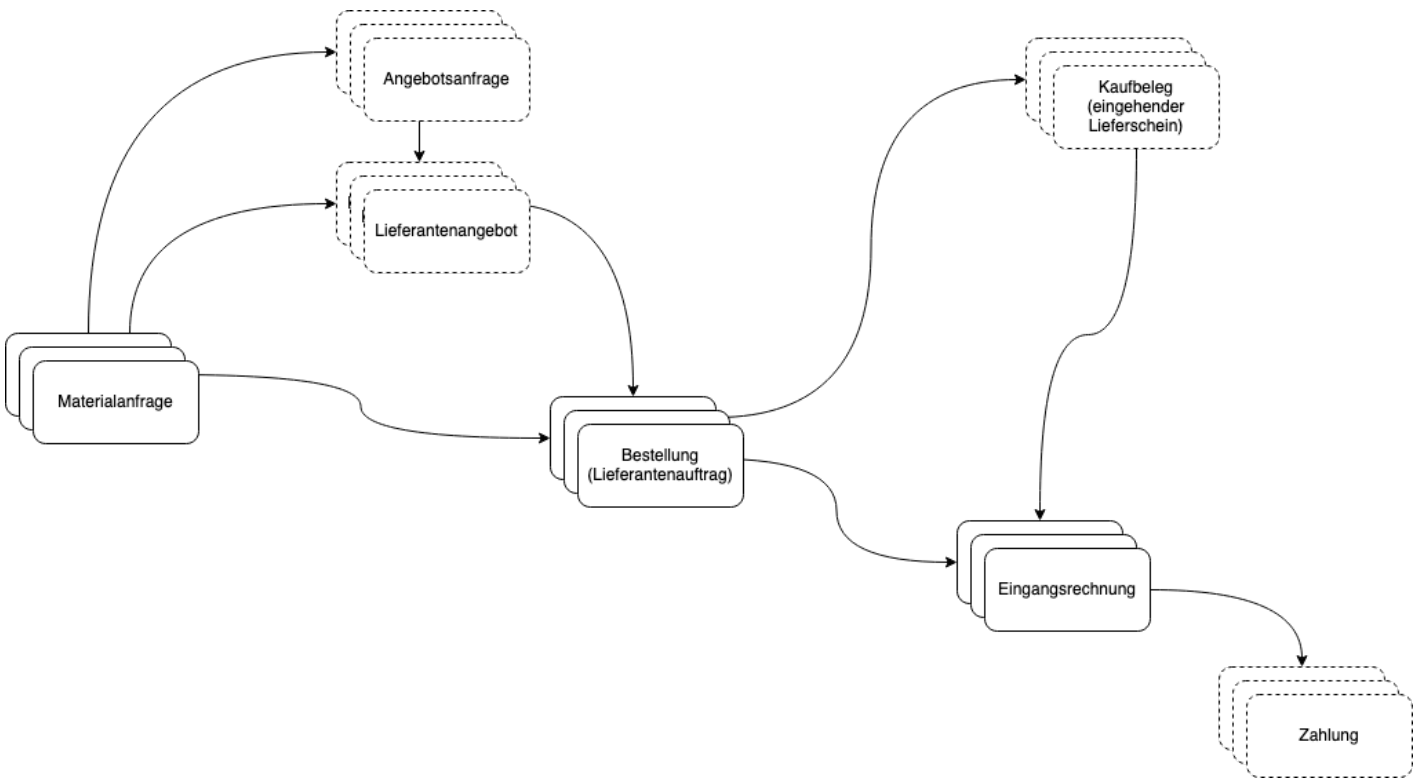 Angebotsanfrage
Kaufbeleg
(eingehender
Lieferschein)
Lieferantenangebot
Materialanfrage
Bestellung
(Lieferantenauftrag)
Eingangsrechnung
Zahlung